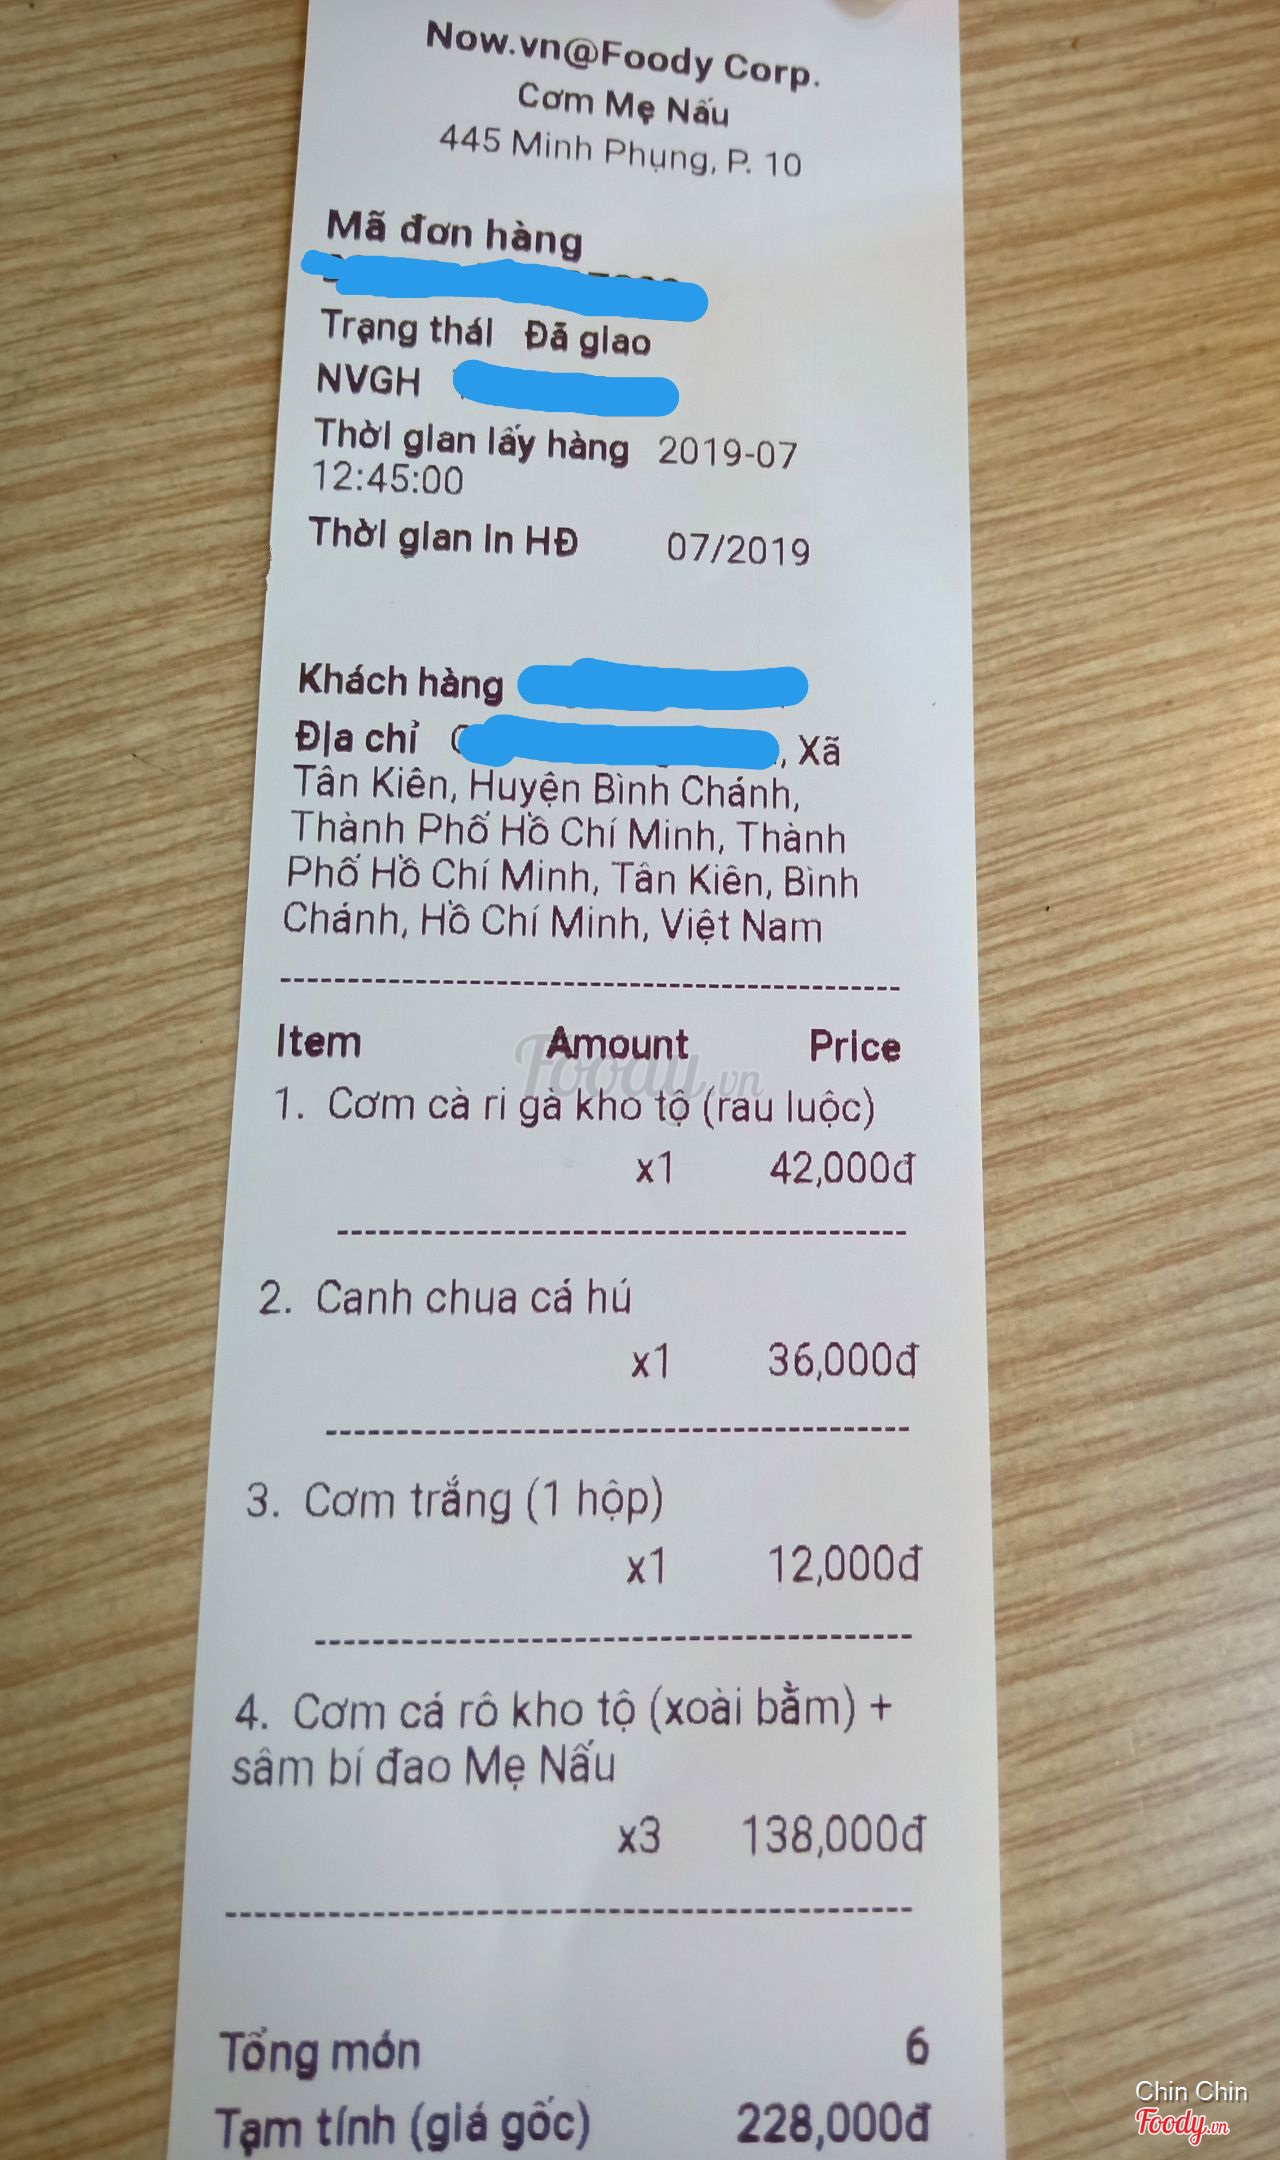 Now.vn@Foody Corp.
Cơm Mẹ Nấu
445 Minh Phụng, P. 10
Mã đơn hàng
Trạng thái Đã giao
NVGH
Thời gian lấy hàng 2019-07
12:45:00
Thời gian in HĐ 07/2019
Khách hàng
Địa chỉ , Xã
Tân Kiên, Huyện Bình Chánh,
Thành Phố Hồ Chí Minh, Thành
Phố Hồ Chí Minh, Tân Kiên, Bình
Chánh, Hồ Chí Minh, Việt Nam
Item Amount Price
Foody.vn
1. Cơm cà ri gà kho tộ (rau luộc)
x1 42,000đ
2. Canh chua cá hú
x1 36,000đ
3. Cơm trắng (1 hộp)
x1 12,000đ
4. Cơm cá rô kho tộ (xoài bằm) +
sâm bí đao Mẹ Nấu
x3 138,000đ
Tổng món 6
Tạm tính (giá gốc) 228,000đ
Chin Chin
Foody.vn